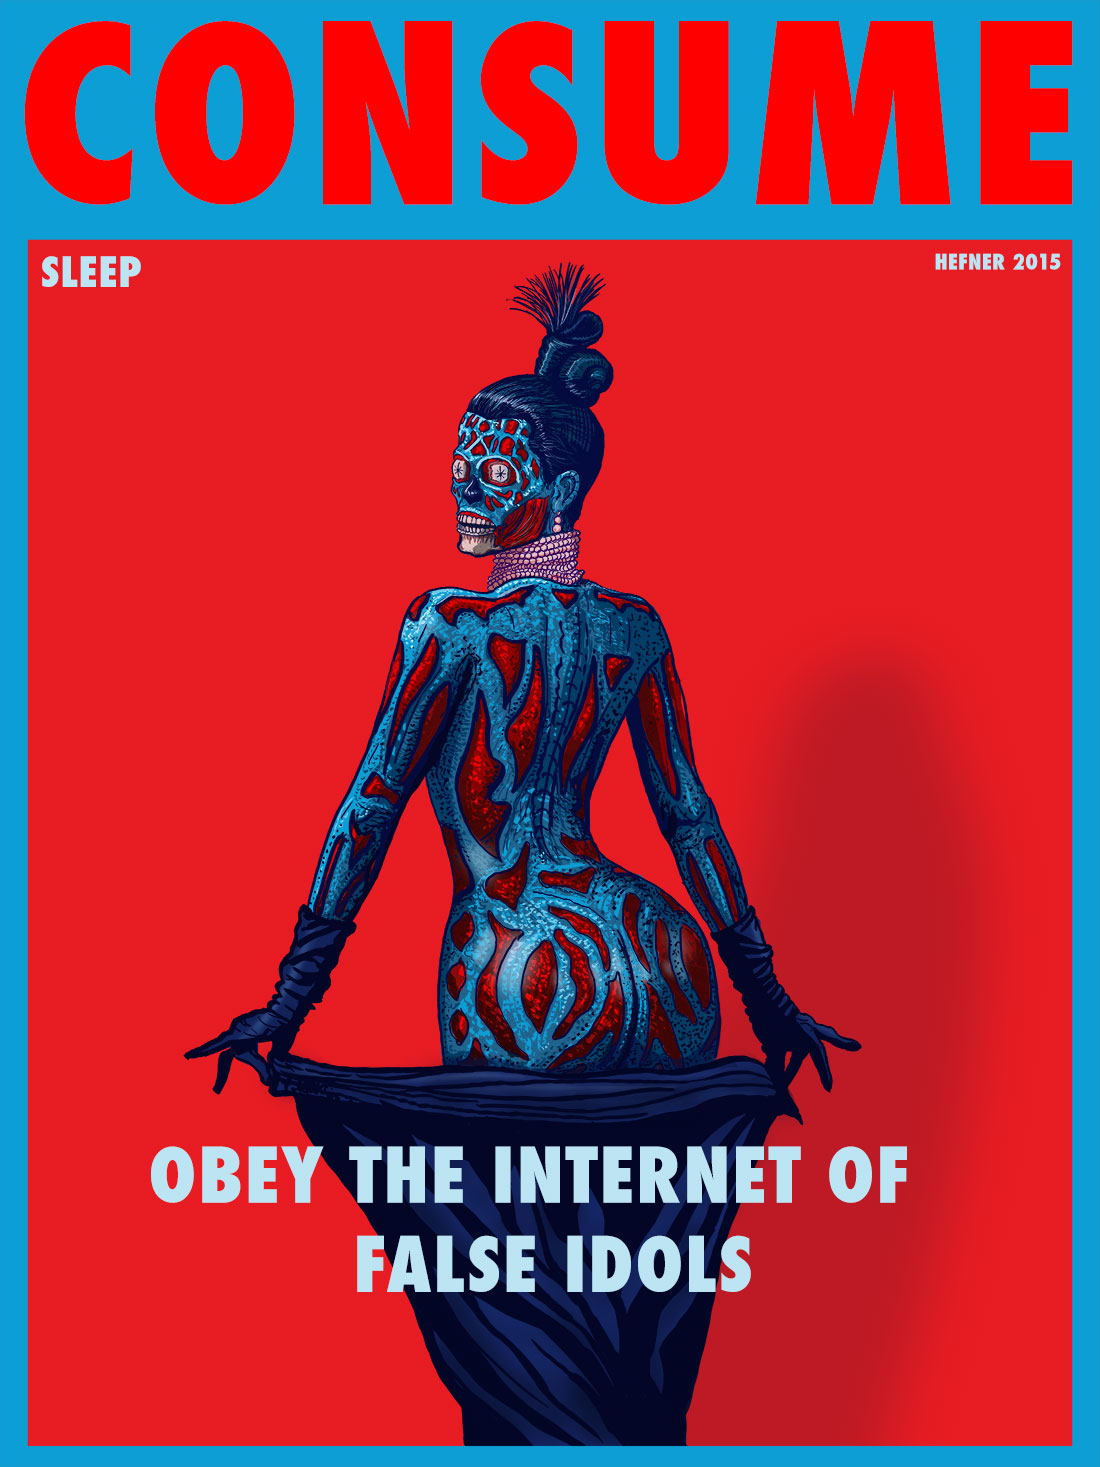 CONSUME
SLEEP
HEFNER 2015
OBEY THE INTERNET OF
FALSE IDOLS